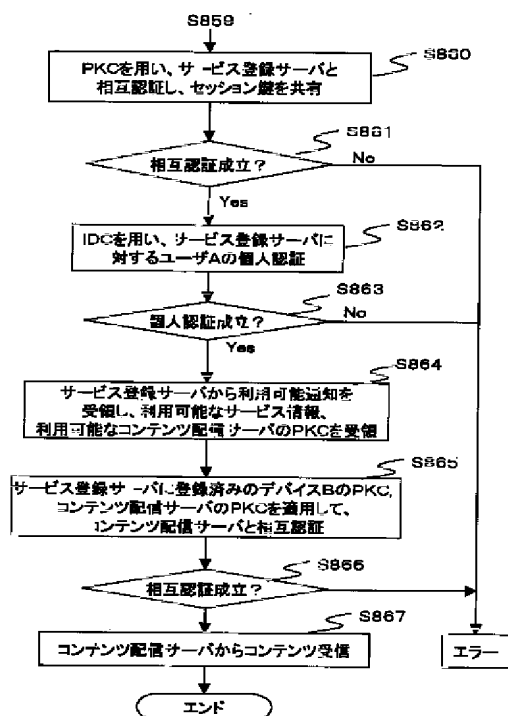 S859
PKCを用い、サービス登録サーバと
相互認証し、セッション鍵を共有
S860
S861
相互認証成立？
No
Yes
IDCを用い、サービス登録サーバに
対するユーザAの個人認証
S862
S863
個人認証成立？
No
Yes
S864
サービス登録サーバから利用可能通知を
受領し、利用可能なサービス情報、
利用可能なコンテンツ配信サーバのPKCを受領
S865
サービス登録サーバに登録済みのデバイスBのPKC,
コンテンツ配信サーバのPKCを適用して、
コンテンツ配信サーバと相互認証
S866
相互認証成立？
S867
コンテンツ配信サーバからコンテンツ受信
エラー
エンド